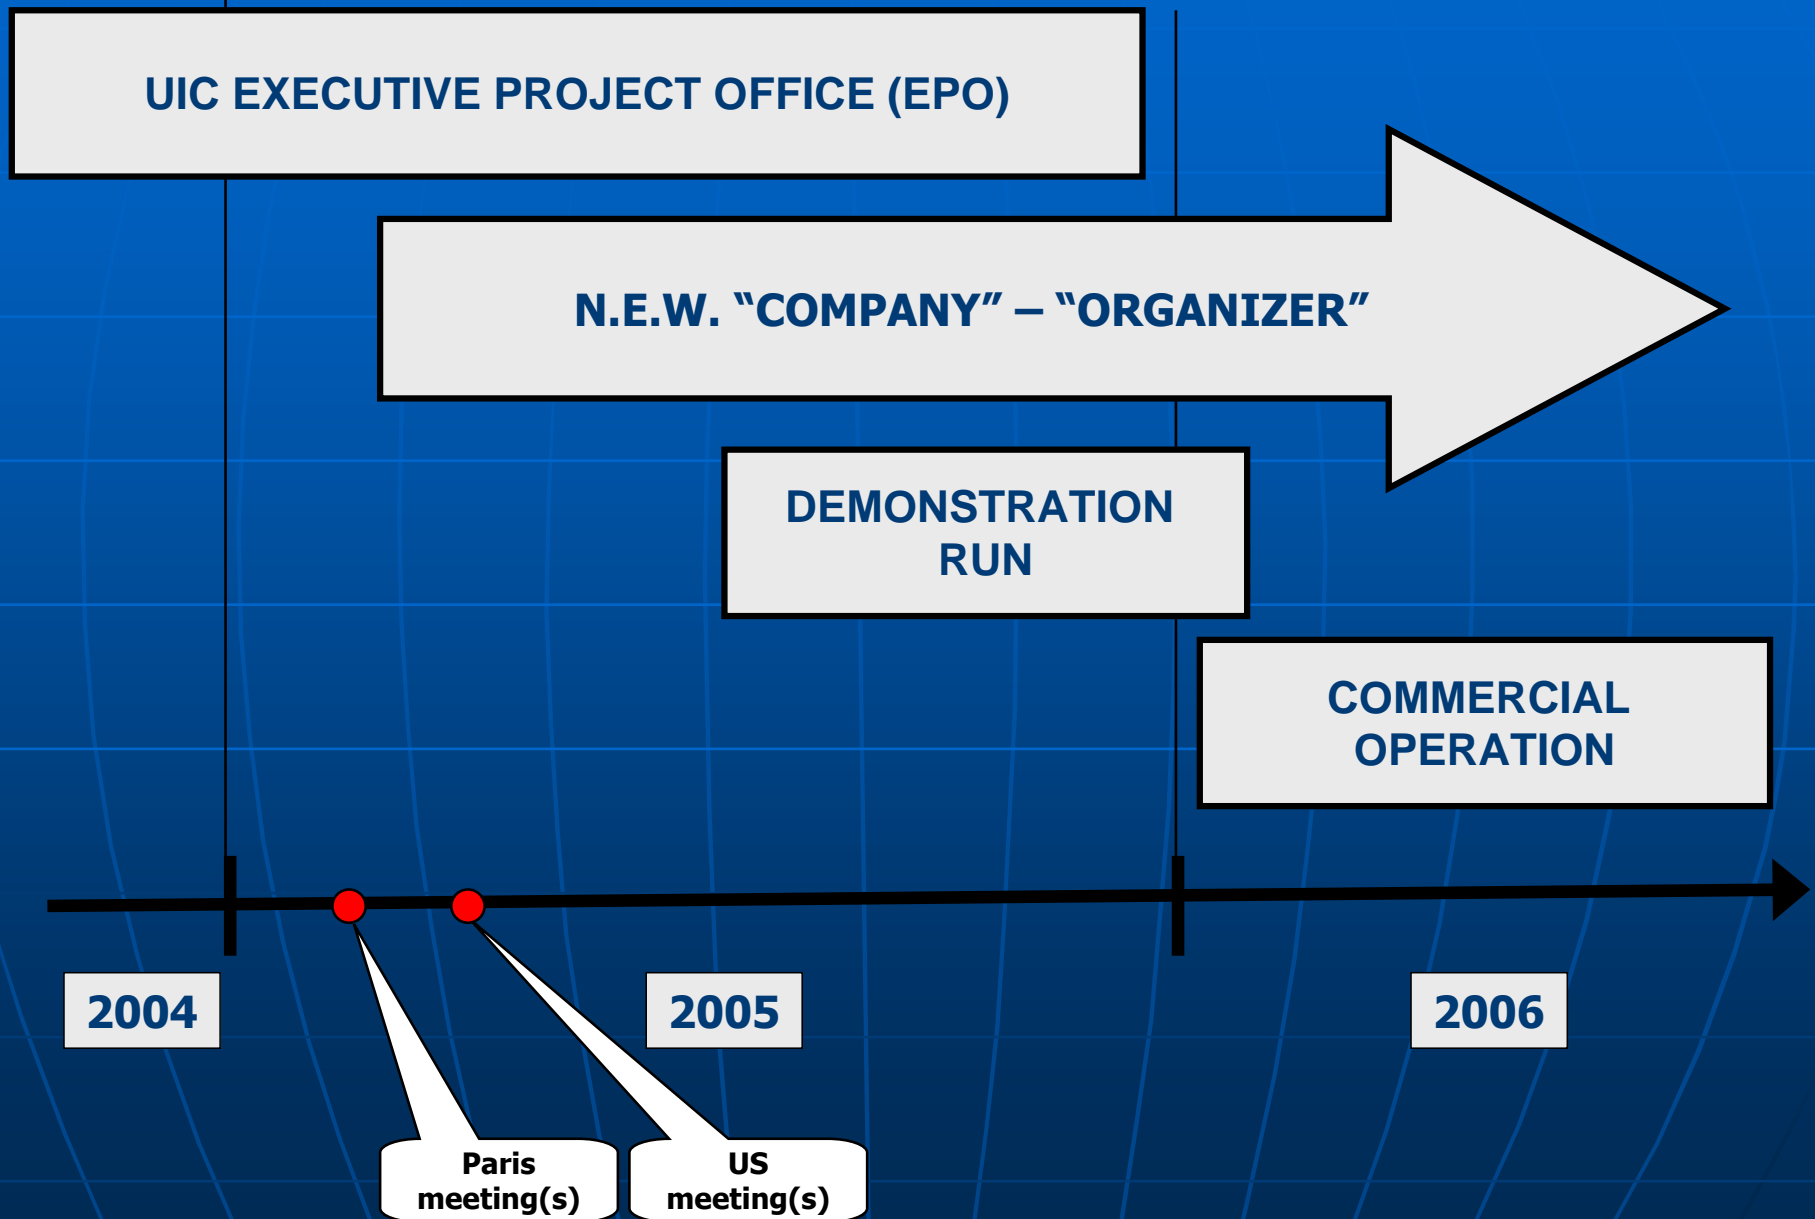 UIC EXECUTIVE PROJECT OFFICE (EPO)
N.E.W. “COMPANY” – “ORGANIZER”
DEMONSTRATION
RUN
COMMERCIAL
OPERATION
2004
2005
2006
Paris
meeting(s)
US
meeting(s)